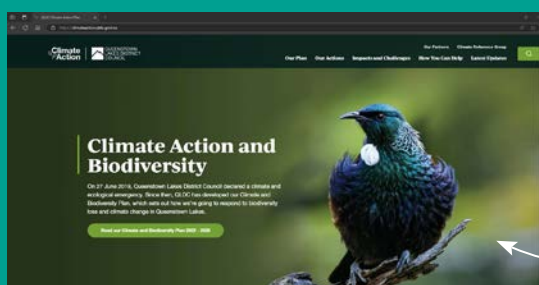 QLDC Climate Action Plan
Climate Action
QUEENSTOWN LAKES DISTRICT COUNCIL
Our Partners Climate Reference Group
Our Plan Our Actions Impacts and Challenges How You Can Help Latest Updates
Climate Action and
Biodiversity
On 27 June 2019, Queenstown Lakes District Council declared a climate and
ecological emergency. Since then, QLDC has developed our Climate and
Biodiversity Plan, which sets out how we're going to respond to biodiversity
loss and climate change in Queenstown Lakes.
Read our Climate and Biodiversity Plan 2022 - 2025